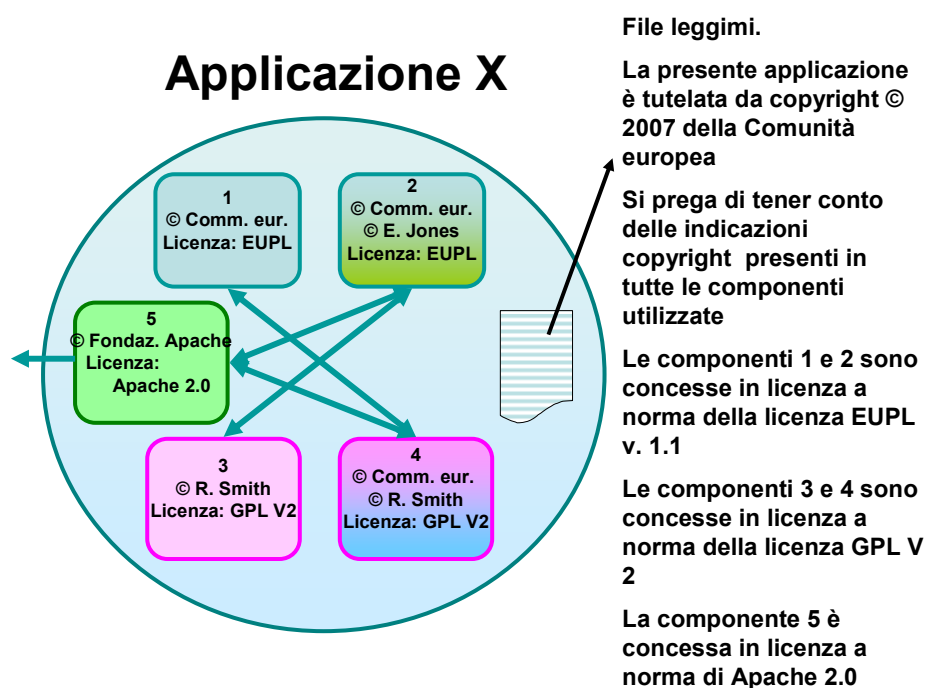 Applicazione X
1
© Comm. eur.
Licenza: EUPL
2
© Comm. eur.
© E. Jones
Licenza: EUPL
5
© Fondaz. Apache
Licenza:
Apache 2.0
3
© R. Smith
Licenza: GPL V2
4
© Comm. eur.
© R. Smith
Licenza: GPL V2
File leggimi.
La presente applicazione
è tutelata da copyright ©
2007 della Comunità
europea
Si prega di tener conto
delle indicazioni
copyright presenti in
tutte le componenti
utilizzate
Le componenti 1 e 2 sono
concesse in licenza a
norma della licenza EUPL
v. 1.1
Le componenti 3 e 4 sono
concesse in licenza a
norma della licenza GPL V
2
La componente 5 è
concessa in licenza a
norma di Apache 2.0